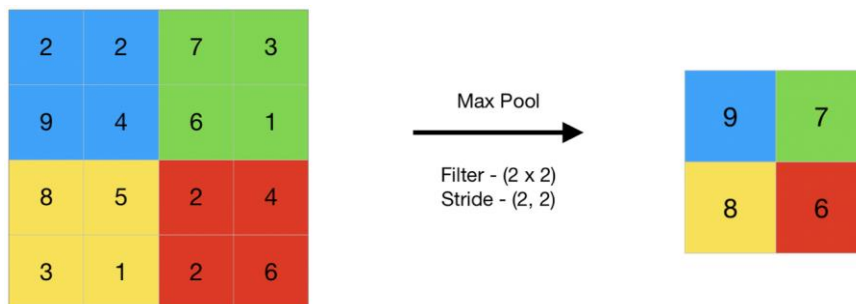 2 2 7 3
9 4 6 1
8 5 2 4
3 1 2 6
Max Pool
Filter - (2 x 2)
Stride - (2, 2)
9 7
8 6